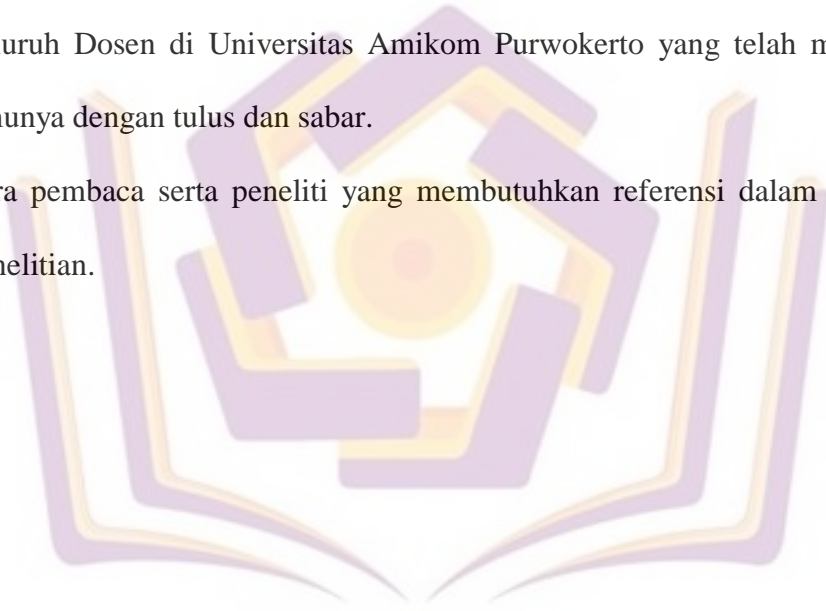 uruh Dosen di Universitas Amikom Purwokerto yang telah m
unya dengan tulus dan sabar.
ra pembaca serta peneliti yang membutuhkan referensi dalam
nelitian.